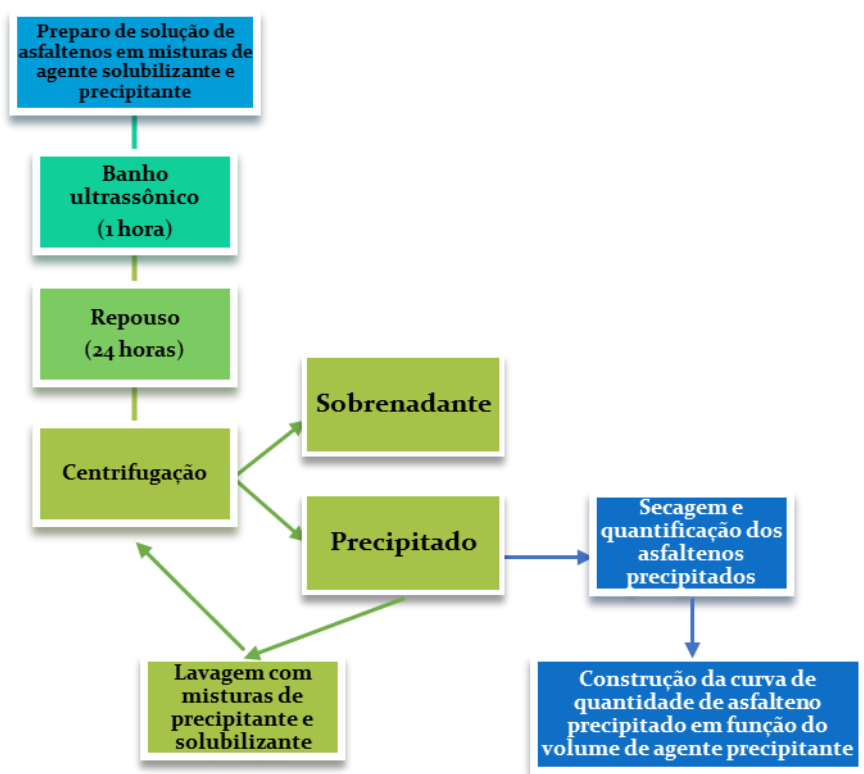 Preparo de solução de
asfaltenos em misturas de
agente solubilizante e
precipitante
Banho
ultrassônico
(1 hora)
Repouso
(24 horas)
Centrifugação
Sobrenadante
Precipitado
Secagem e
quantificação dos
asfaltenos
precipitados
Lavagem com
misturas de
precipitante e
solubilizante
Construção da curva de
quantidade de asfalteno
precipitado em função do
volume de agente precipitante